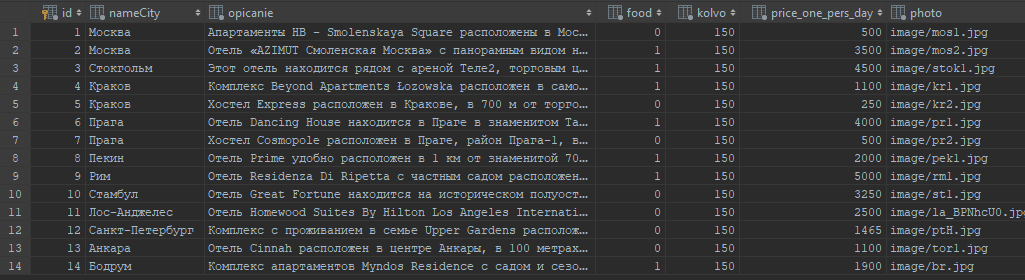 id nameCity opicanie food kolvo price_one_pers_day photo
1 1 Москва Апартаменты HB - Smolenskaya Square расположены в Мос… 0 150 500 image/mos1.jpg
2 2 Москва Отель «AZIMUT Смоленская Москва» с панорамным видом н… 1 150 3500 image/mos2.jpg
3 3 Стокгольм Этот отель находится рядом с ареной Теле2, торговым ц… 1 150 4500 image/stok1.jpg
4 4 Краков Комплекс Beyond Apartments Łozowska расположен в само… 1 150 1100 image/kr1.jpg
5 5 Краков Хостел Express расположен в Кракове, в 700 м от торго… 0 150 250 image/kr2.jpg
6 6 Прага Отель Dancing House находится в Праге в знаменитом Та… 1 150 4000 image/pr1.jpg
7 7 Прага Хостел Cosmopole расположен в Праге, район Прага-1, в… 0 150 500 image/pr2.jpg
8 8 Пекин Отель Prime удобно расположен в 1 км от знаменитой 70… 1 150 2000 image/pek1.jpg
9 9 Рим Отель Residenza Di Ripetta с частным садом расположен… 1 150 5000 image/rm1.jpg
10 10 Стамбул Отель Great Fortune находится на историческом полуост… 0 150 3250 image/st1.jpg
11 11 Лос-Анджелес Отель Homewood Suites By Hilton Los Angeles Internati… 0 150 2500 image/la_BPNhcU0.jp
12 12 Санкт-Петербург Комплекс с проживанием в семье Upper Gardens располож… 0 150 1465 image/ptH.jpg
13 13 Анкара Отель Cinnah расположен в центре Анкары, в 100 метрах… 0 150 1100 image/tor1.jpg
14 14 Бодрум Комплекс апартаментов Myndos Residence с садом и сезо… 1 150 1900 image/br.jpg